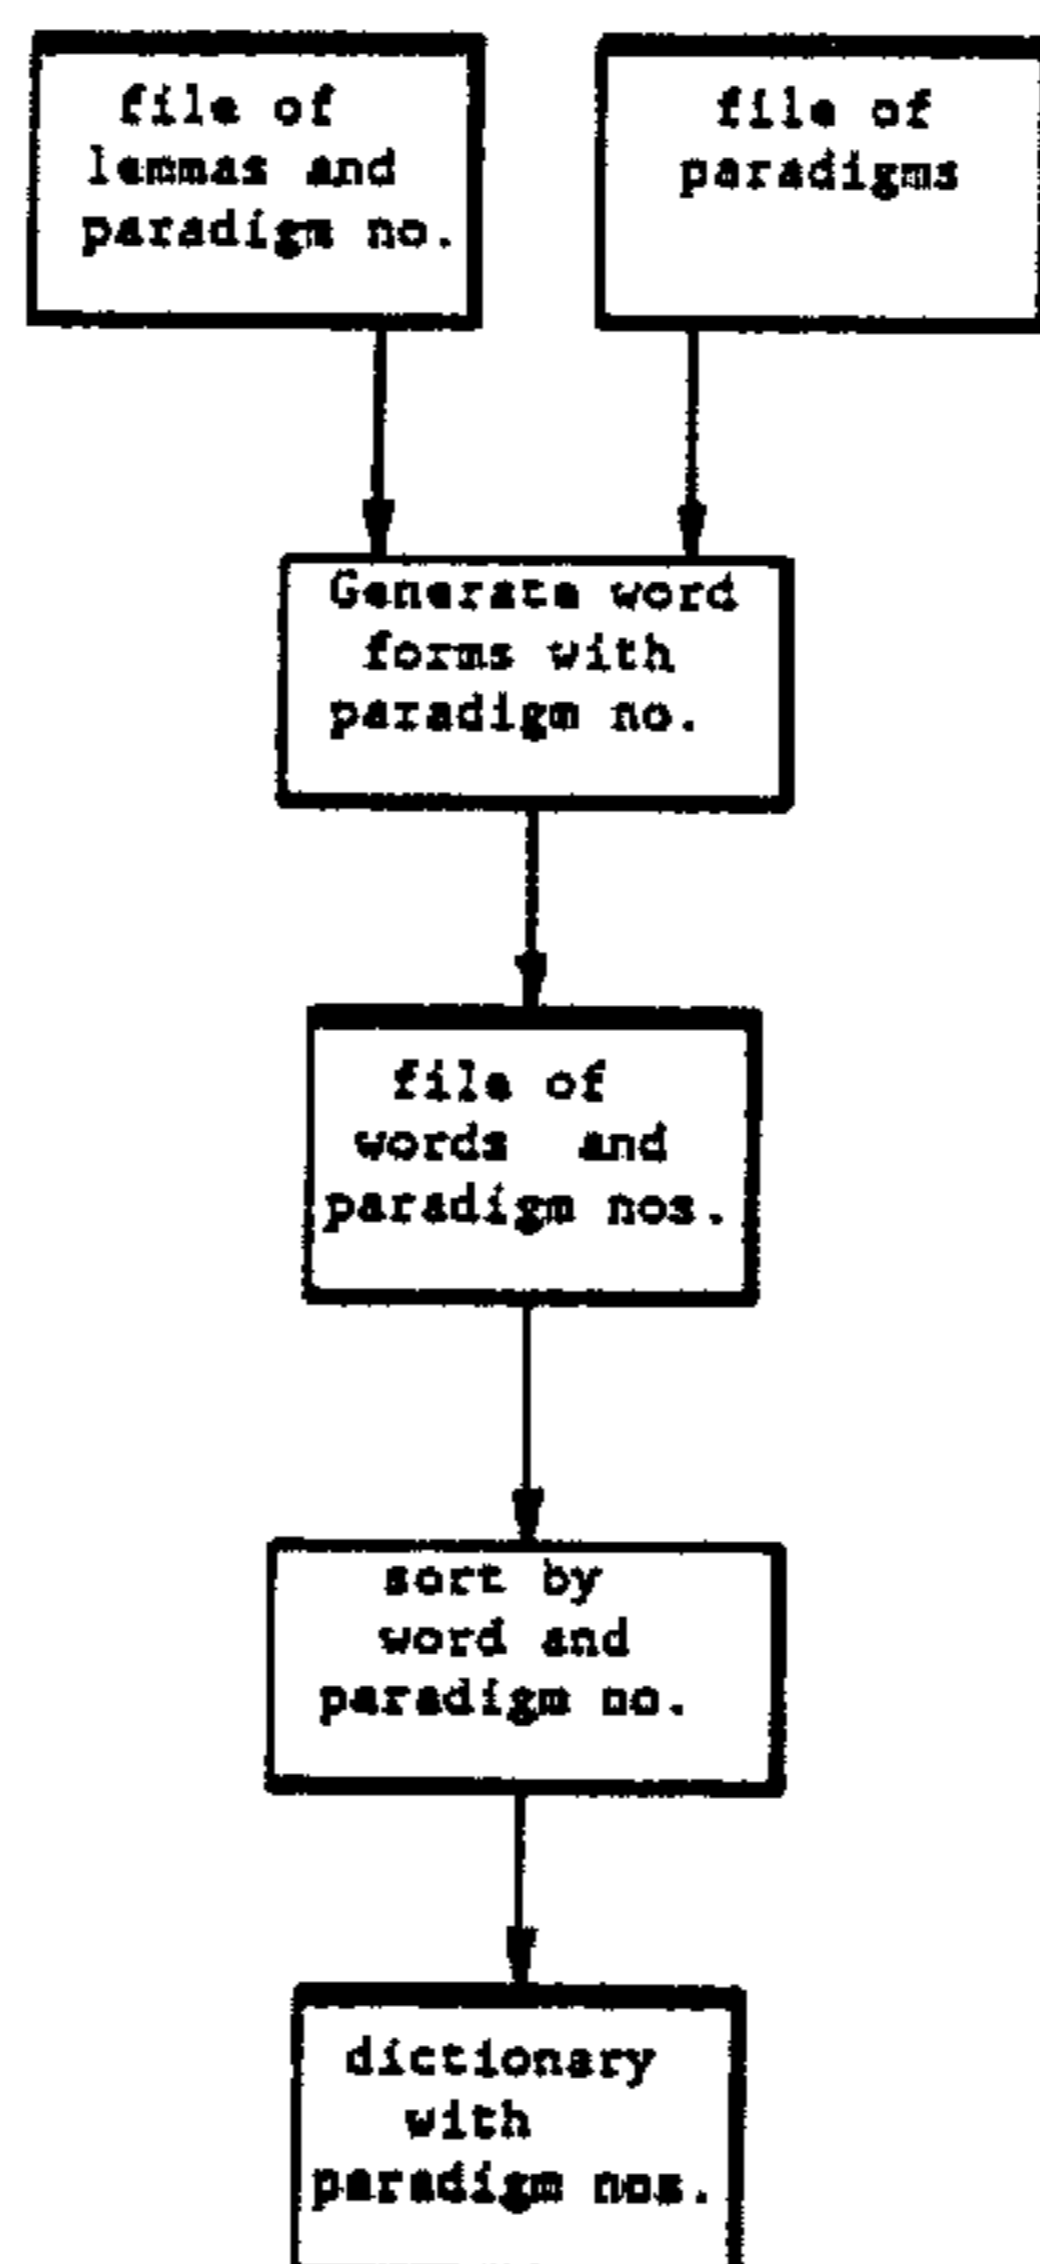 file of
lemmas and
paradigm no.
file of
paradigms
Generate word
forms with
paradigm no.
file of
words and
paradigm nos.
sort by
word and
paradigm no.
dictionary
with
paradigm nos.